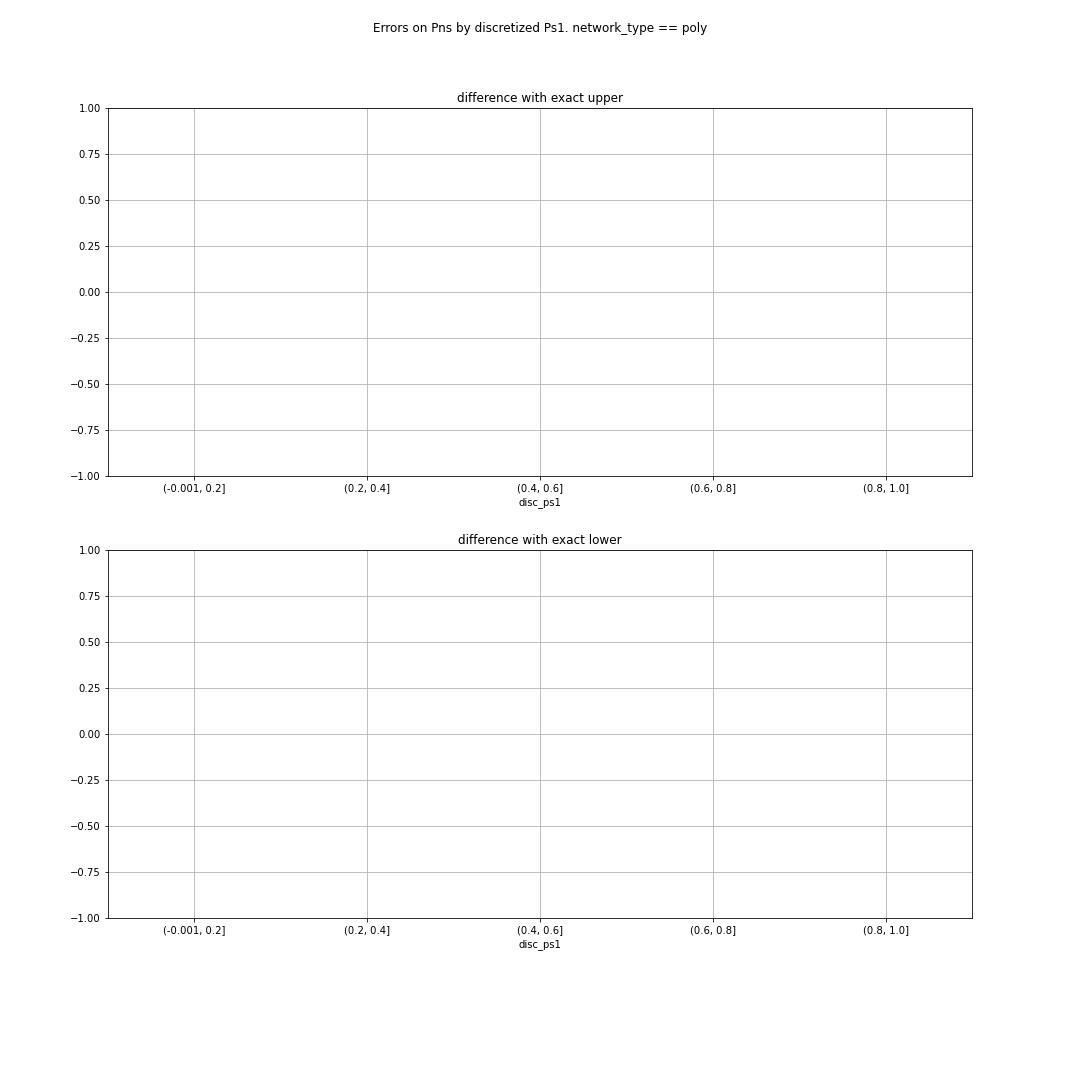 Errors on Pns by discretized Ps1. network_type == poly
difference with exact upper
1.00
0.75
0.50
0.25
0.00
−0.25
−0.50
−0.75
−1.00
(-0.001, 0.2] (0.2, 0.4] (0.4, 0.6] (0.6, 0.8] (0.8, 1.0]
disc_ps1
difference with exact lower
1.00
0.75
0.50
0.25
0.00
−0.25
−0.50
−0.75
−1.00
(-0.001, 0.2] (0.2, 0.4] (0.4, 0.6] (0.6, 0.8] (0.8, 1.0]
disc_ps1